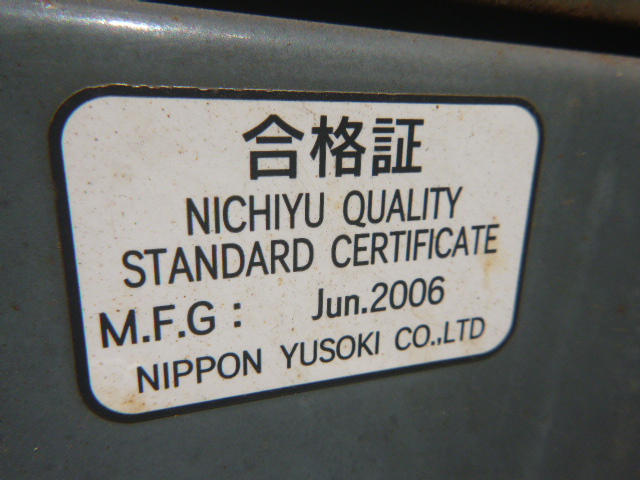 合格証
NICHIYU QUALITY
STANDARD CERTIFICATE
M.F.G : Jun.2006
NIPPON YUSOKI CO.,LTD